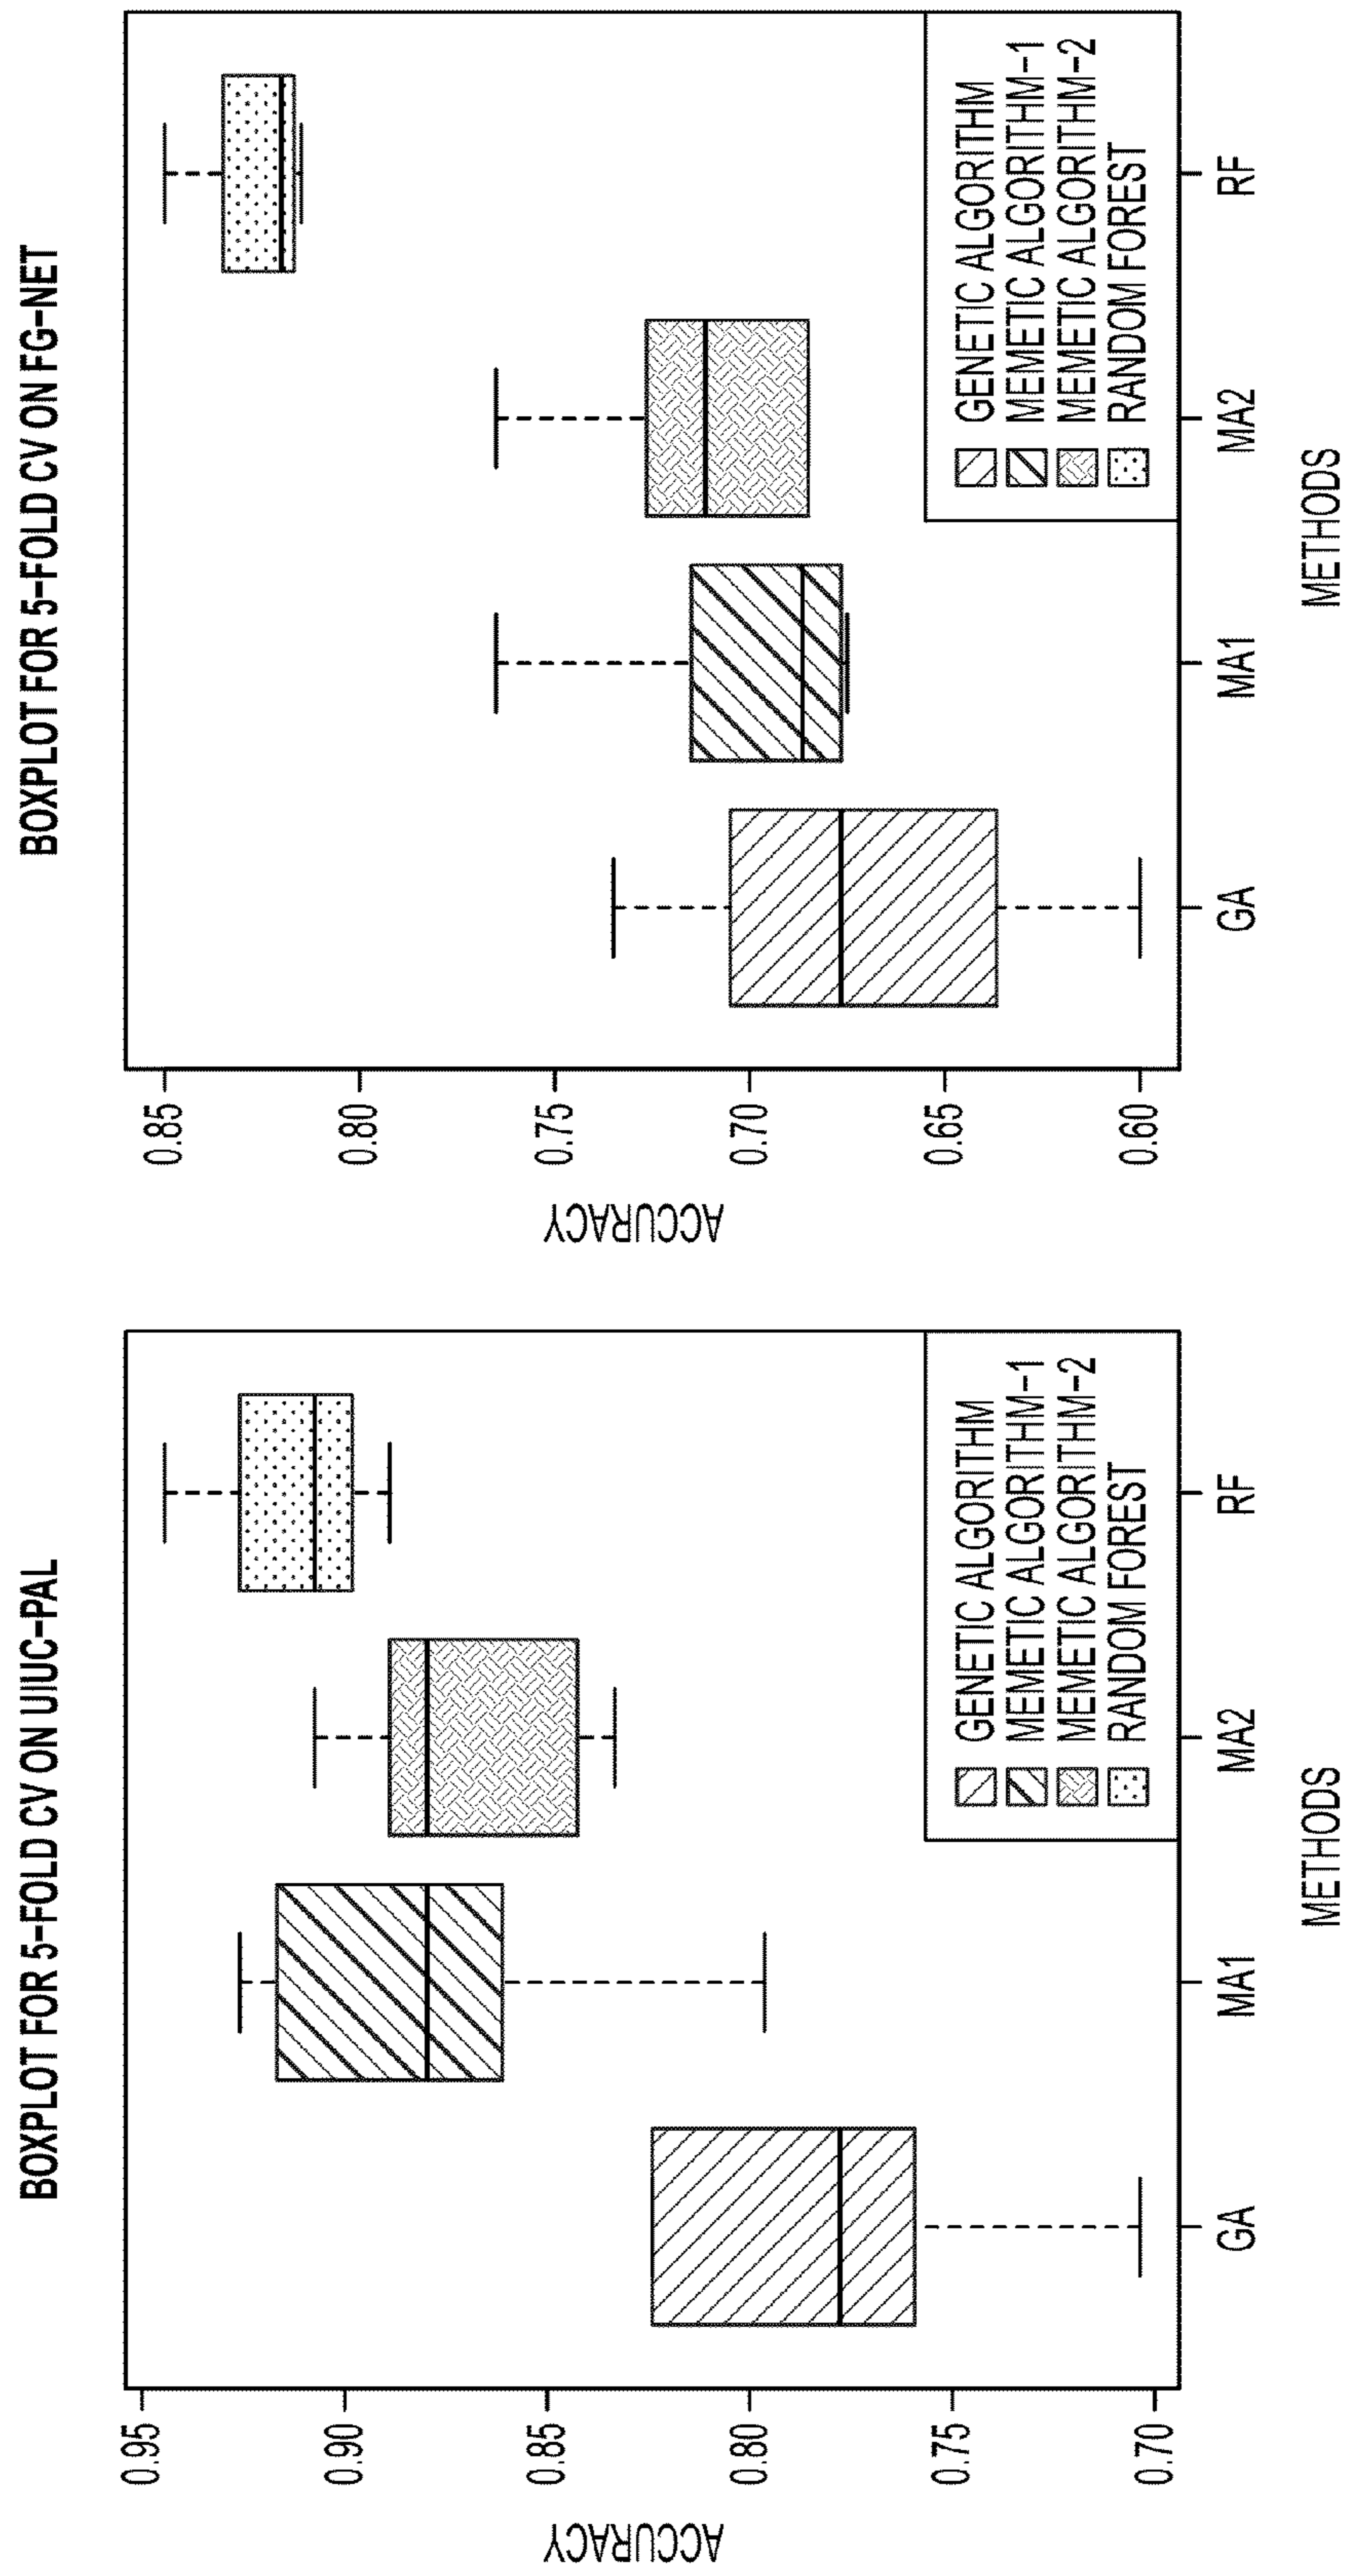 BOXPLOT FOR 5-FOLD CV ON UIUC-PAL
ACCURACY
0.95
0.90
0.85
0.80
0.75
0.70
GA
MA1
MA2
RF
METHODS
GENETIC ALGORITHM
MEMETIC ALGORITHM-1
MEMETIC ALGORITHM-2
RANDOM FOREST
BOXPLOT FOR 5-FOLD CV ON FG-NET
ACCURACY
0.85
0.80
0.75
0.70
0.65
0.60
GA
MA1
MA2
RF
METHODS
GENETIC ALGORITHM
MEMETIC ALGORITHM-1
MEMETIC ALGORITHM-2
RANDOM FOREST